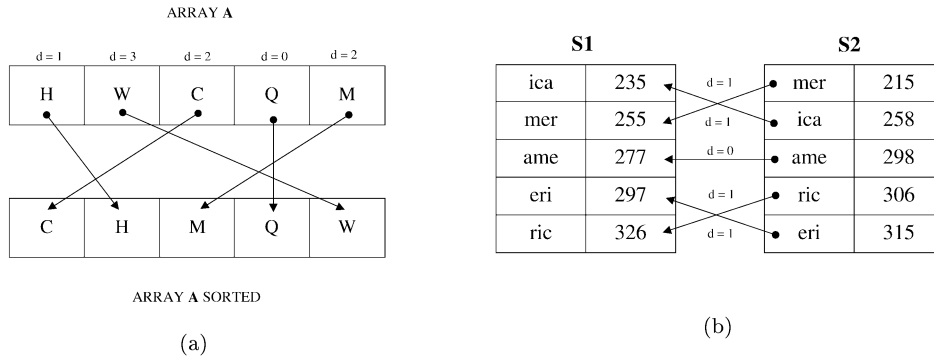 ARRAY A
d = 1 d = 3 d = 2 d = 0 d = 2
H W C Q M
C H M Q W
ARRAY A SORTED
(a)
S1 S2
ica 235 d = 1 mer 215
mer 255 d = 1 ica 258
ame 277 d = 0 ame 298
eri 297 d = 1 ric 306
ric 326 d = 1 eri 315
(b)